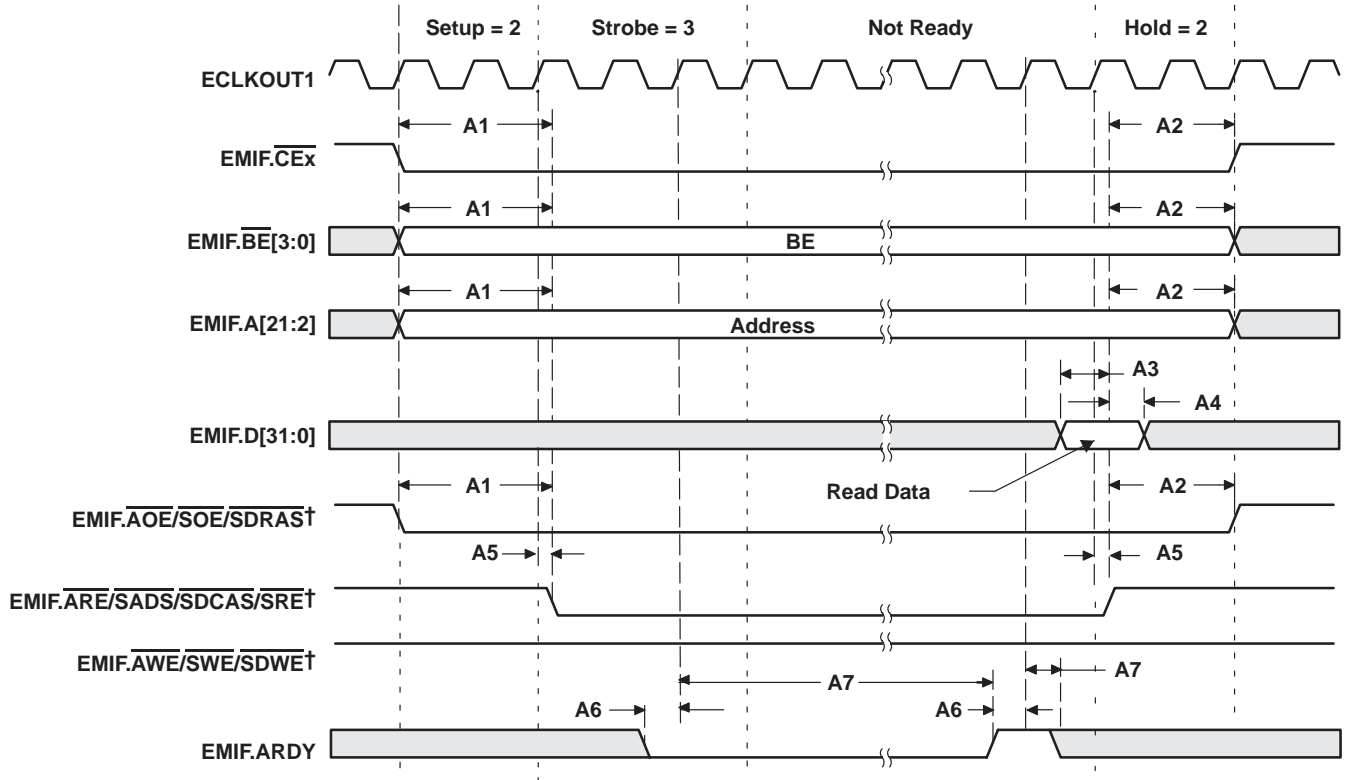 Setup = 2 Strobe = 3 Not Ready Hold = 2
ECLKOUT1
A1 A2
EMIF.CEx
A1 A2
EMIF.BE[3:0] BE
A1 A2
EMIF.A[21:2] Address
A3
A4
EMIF.D[31:0]
A1 Read Data A2
EMIF.AOE/SOE/SDRAS†
A5 A5
EMIF.ARE/SADS/SDCAS/SRE†
EMIF.AWE/SWE/SDWE†
A7 A7
A6 A6
EMIF.ARDY